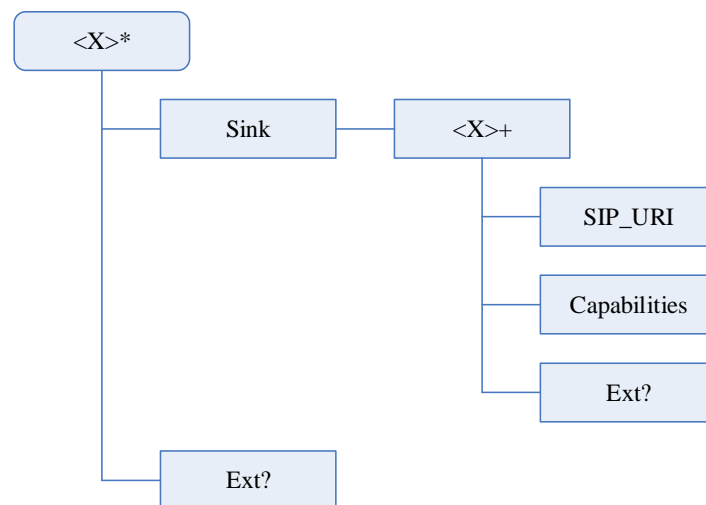 <X>*
Sink
<X>+
SIP_URI
Capabilities
Ext?
Ext?